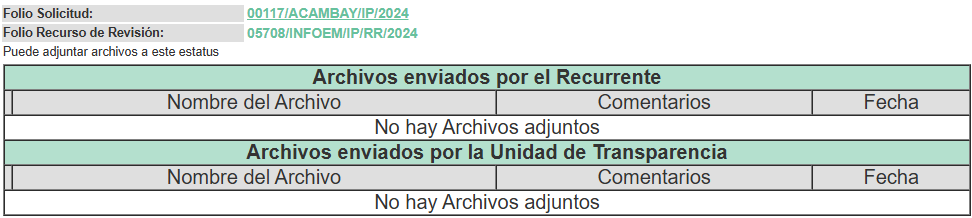 Folio Solicitud: 00117/ACAMBAY/IP/2024
Folio Recurso de Revisión: 05708/INFOEM/IP/RR/2024
Puede adjuntar archivos a este estatus
Archivos enviados por el Recurrente
Nombre del Archivo Comentarios Fecha
No hay Archivos adjuntos
Archivos enviados por la Unidad de Transparencia
Nombre del Archivo Comentarios Fecha
No hay Archivos adjuntos